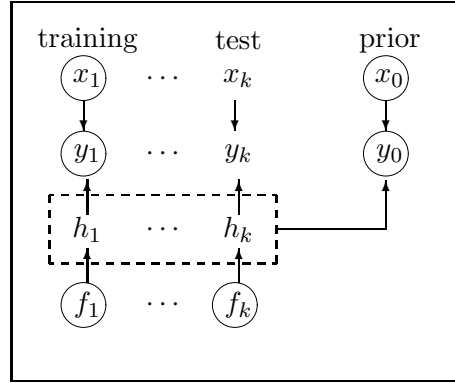 training test prior
x₁ ⋯ xₖ x₀
y₁ ⋯ yₖ y₀
h₁ ⋯ hₖ
f₁ ⋯ fₖ